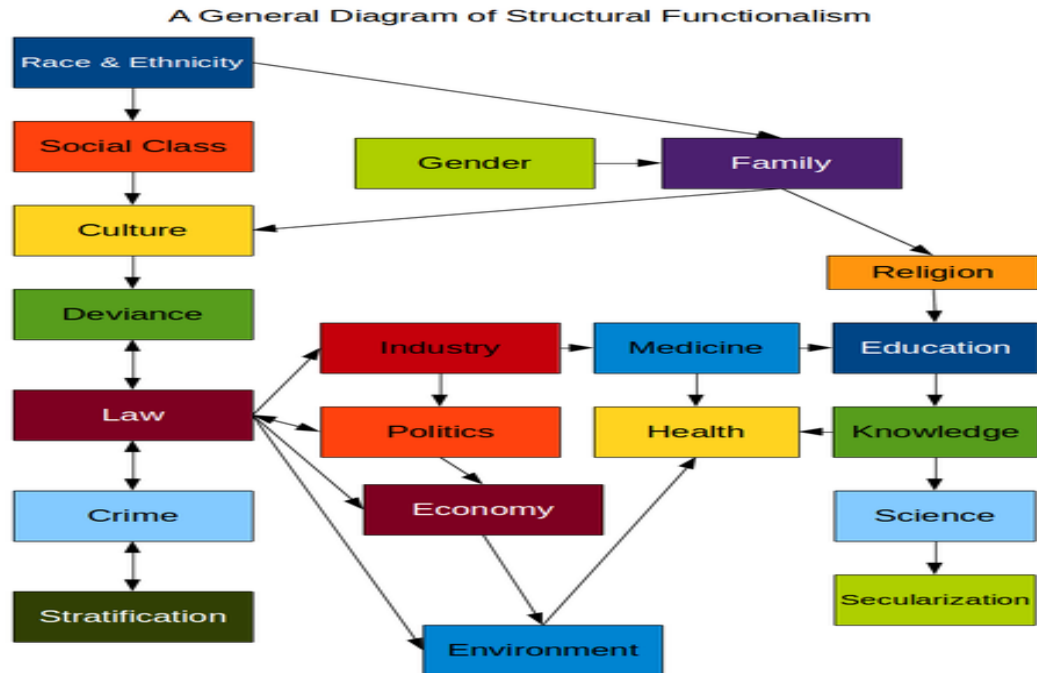 A General Diagram of Structural Functionalism
Race & Ethnicity
Social Class
Gender
Family
Culture
Religion
Deviance
Industry
Medicine
Education
Law
Politics
Health
Knowledge
Crime
Economy
Science
Stratification
Secularization
Environment